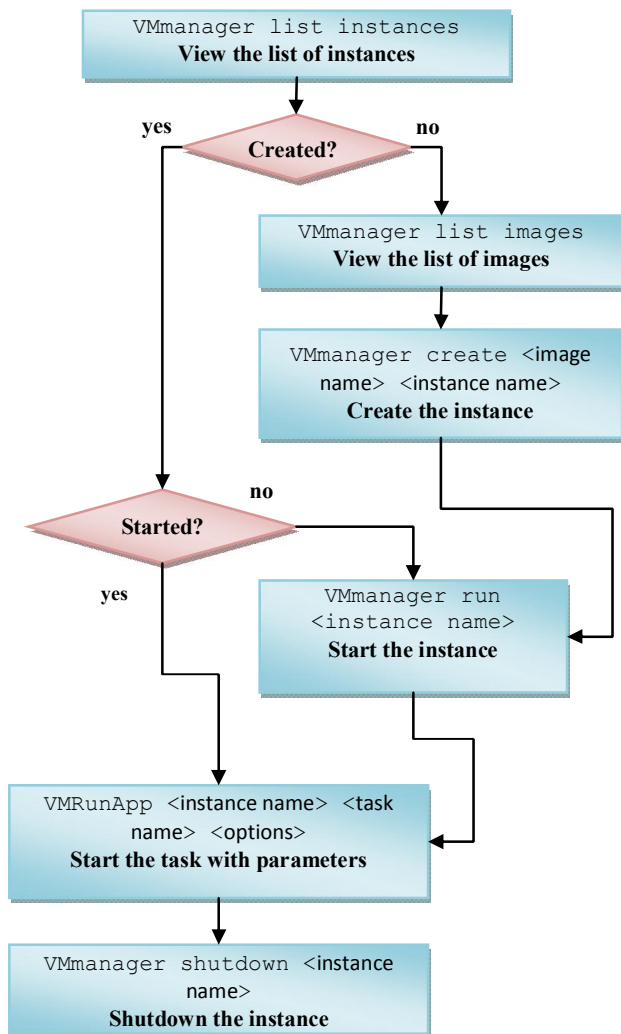 VMmanager list instances
View the list of instances
yes
no
Created?
VMmanager list images
View the list of images
VMmanager create <image
name> <instance name>
Create the instance
no
Started?
yes
VMmanager run
<instance name>
Start the instance
VMRunApp <instance name> <task
name> <options>
Start the task with parameters
VMmanager shutdown <instance
name>
Shutdown the instance